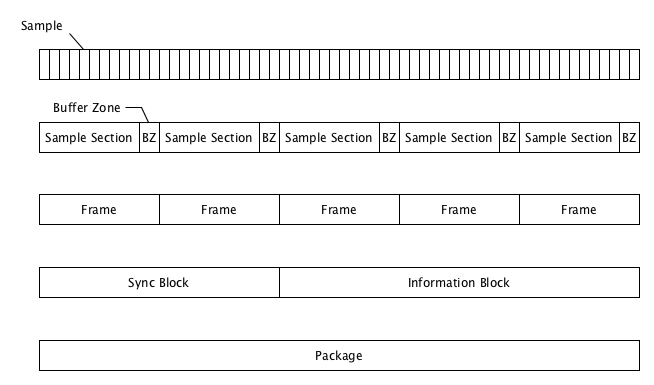 Sample
Buffer Zone
Sample Section BZ Sample Section BZ Sample Section BZ Sample Section BZ Sample Section BZ
Frame Frame Frame Frame Frame
Sync Block Information Block
Package